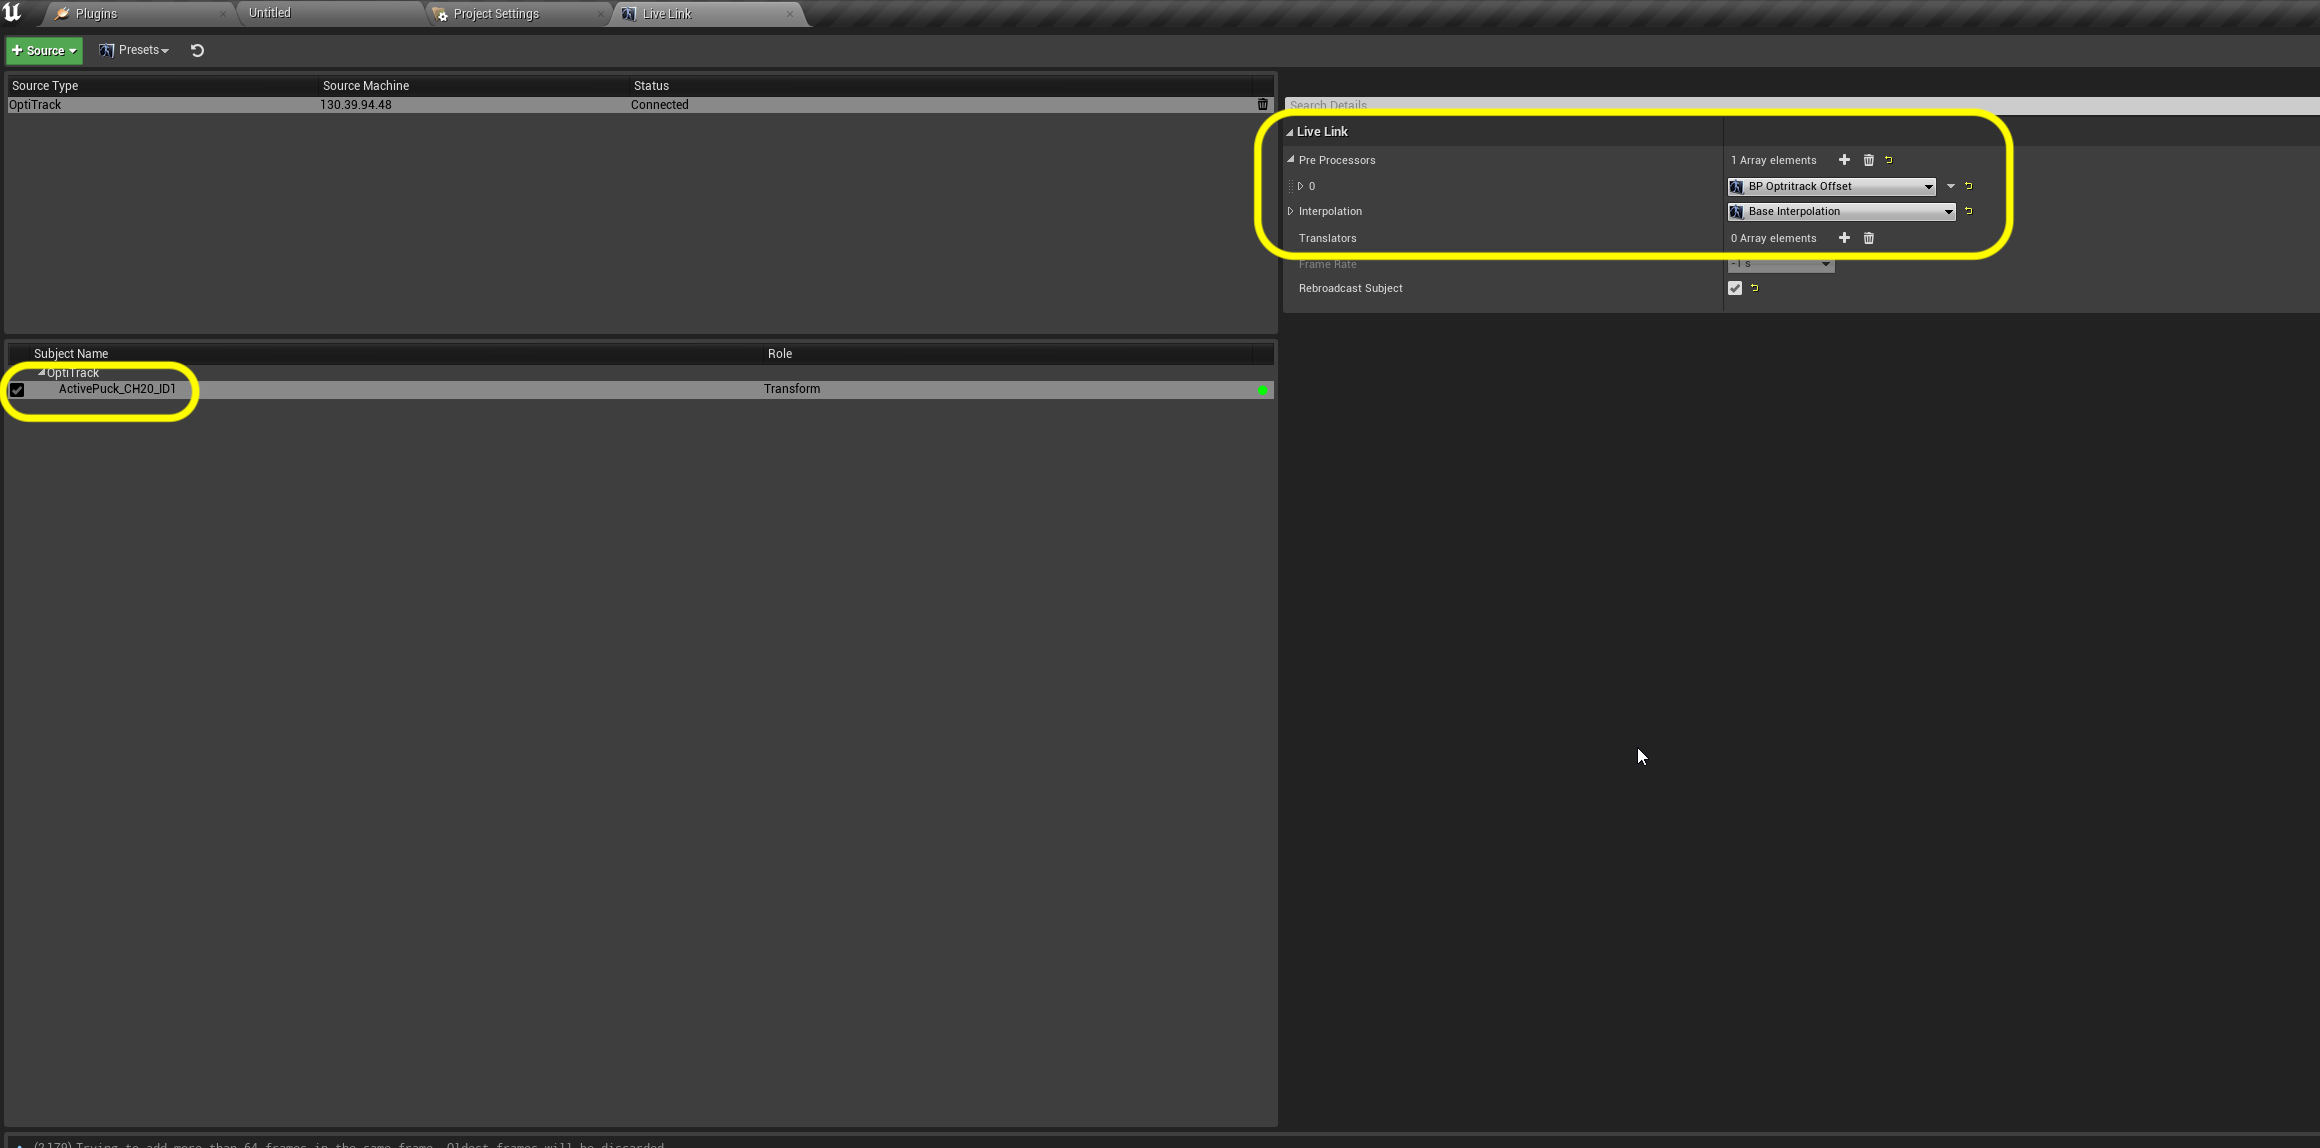 Plugins
Untitled
Project Settings
Live Link
Source
Presets
Source Type Source Machine Status
OptiTrack 130.39.94.48 Connected
Search Details
Live Link
Pre Processors 1 Array elements
0 BP Optritrack Offset
Interpolation Base Interpolation
Translators 0 Array elements
Frame Rate -1 s
Rebroadcast Subject
Subject Name Role
OptiTrack
ActivePuck_CH20_ID1 Transform
(2179) Trying to add more than 64 frames in the same frame. Oldest frames will be discarded.